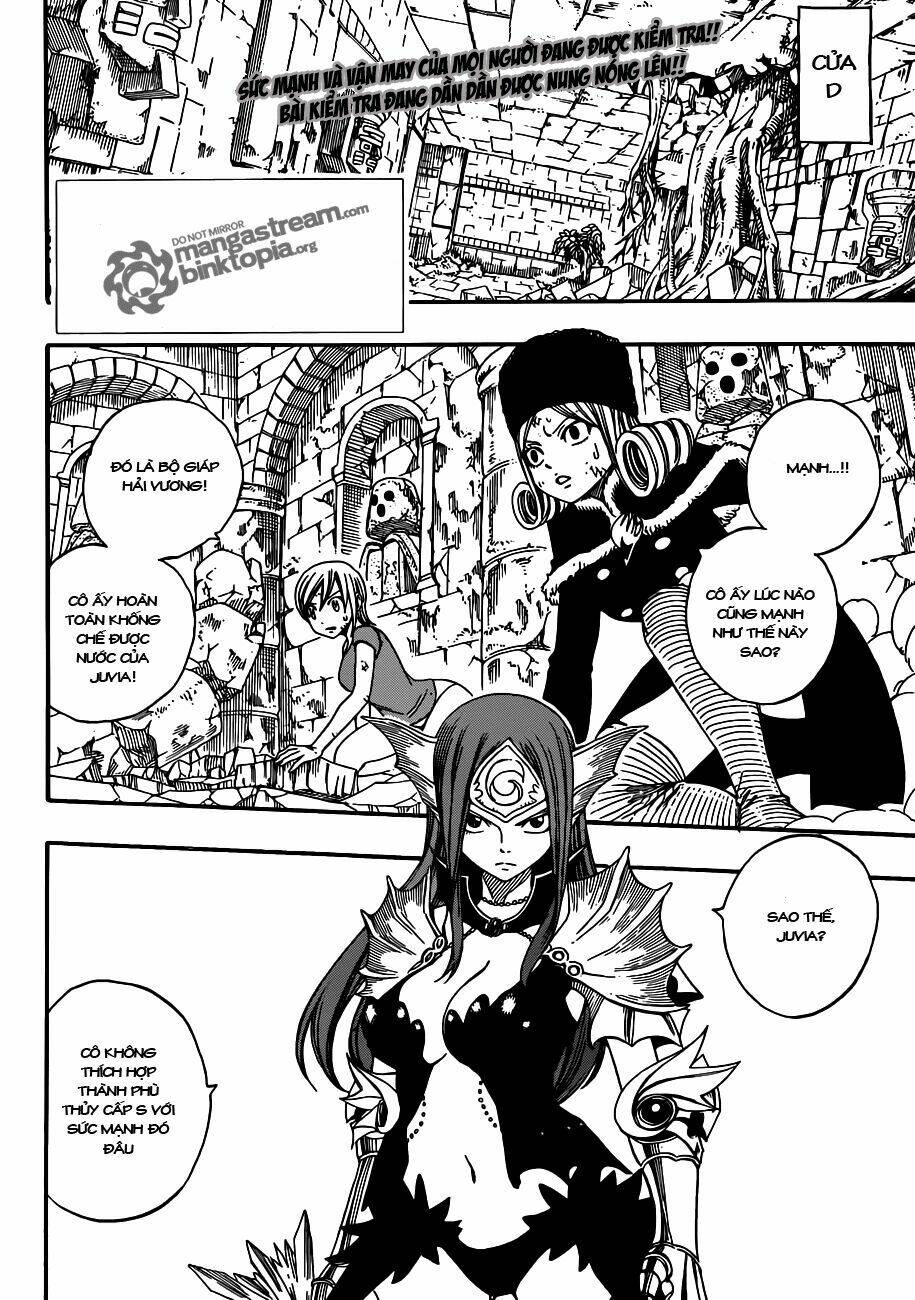 SỨC MẠNH VÀ VẬN MAY CỦA MỌI NGƯỜI ĐANG ĐƯỢC KIỂM TRA!!
BÀI KIỂM TRA ĐANG DẦN DẦN ĐƯỢC NUNG NÓNG LÊN!!
CỬA
D
DO NOT MIRROR
mangastream.com
binktopia.org
MẠNH...!!
CÔ ẤY LÚC NÀO
CŨNG MẠNH
NHƯ THẾ NÀY
SAO?
ĐÓ LÀ BỘ GIÁP
HẢI VƯƠNG!
CÔ ẤY HOÀN
TOÀN KHỐNG
CHẾ ĐƯỢC
NƯỚC CỦA
JUVIA!
SAO THẾ,
JUVIA?
CÔ KHÔNG
THÍCH HỢP
THÀNH PHÙ
THỦY CẤP S VỚI
SỨC MẠNH ĐÓ
ĐÂU